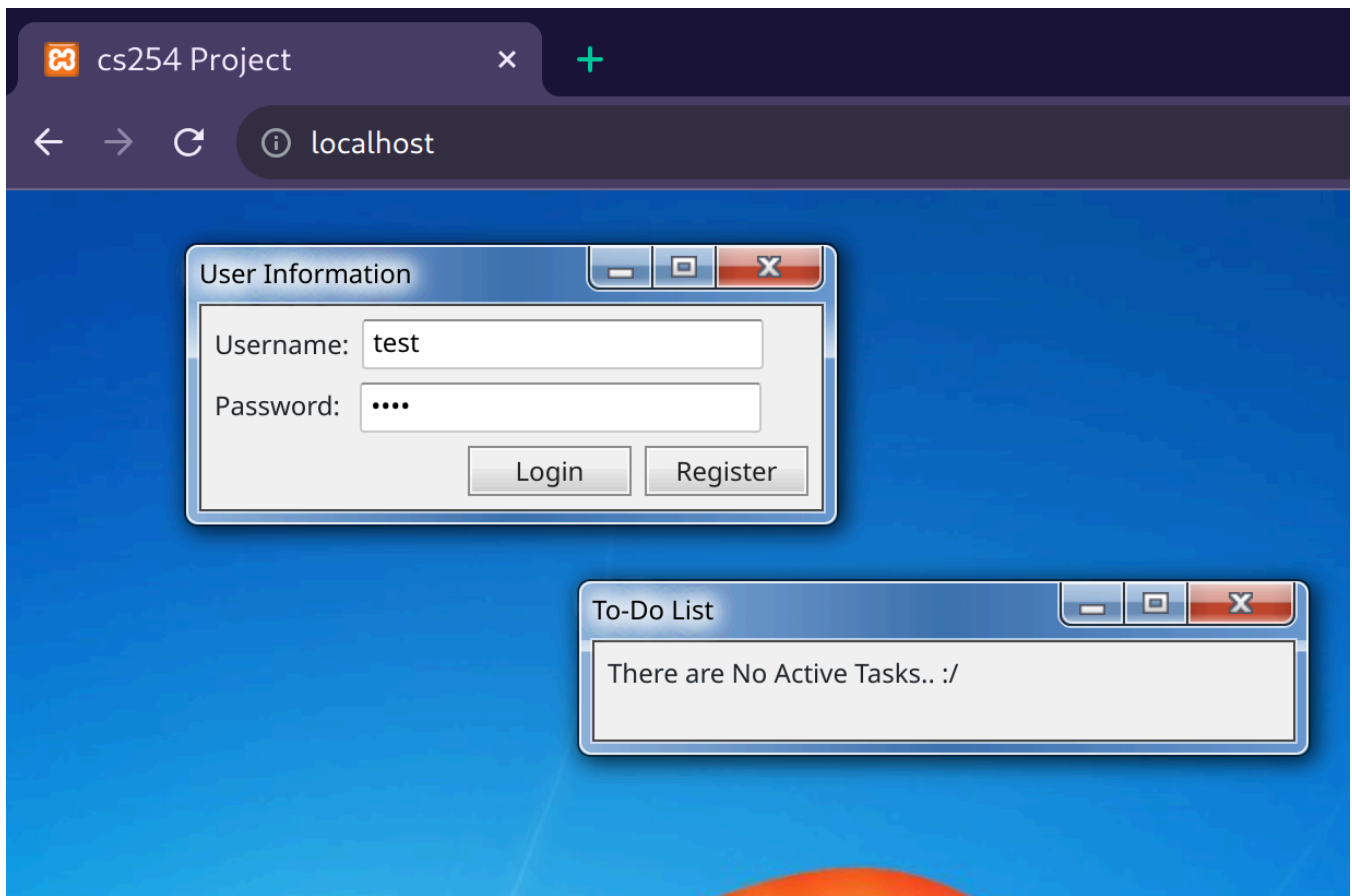 cs254 Project
localhost
User Information
Username: test
Password: ••••
Login Register
To-Do List
There are No Active Tasks.. :/